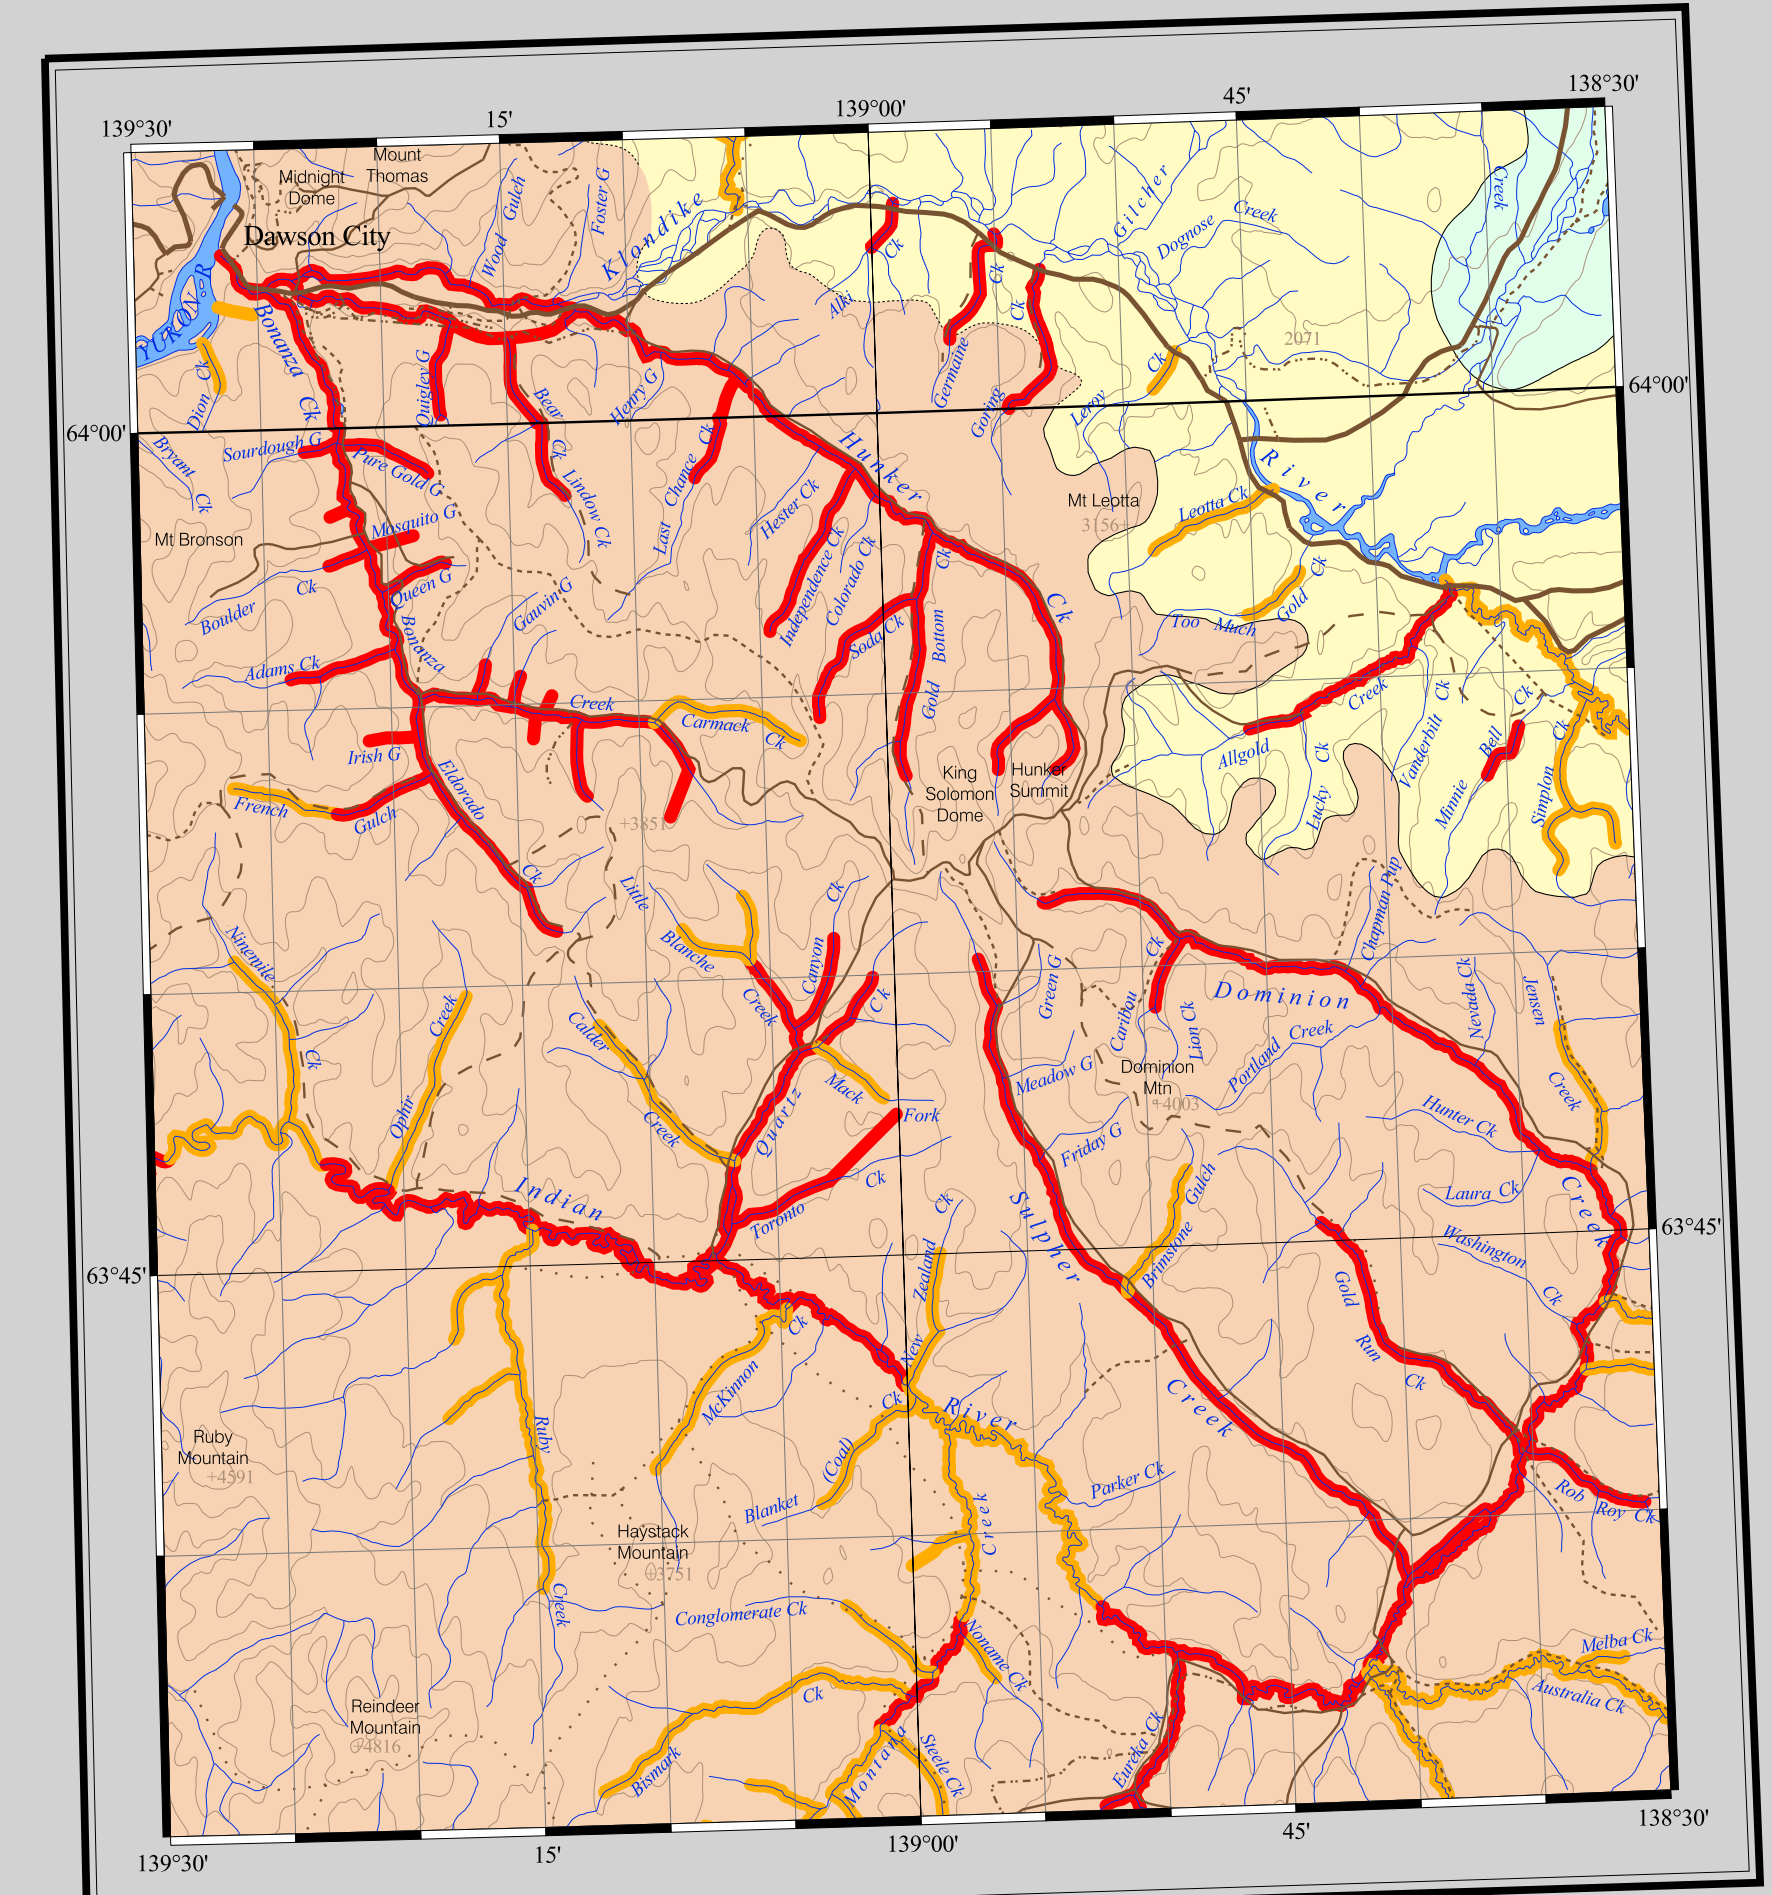 139°30'
15'
139°00'
45'
138°30'
Mount
Thomas
Midnight
Dome
Dawson City
YUKON R
Bonanza Ck
Wood Gulch
Foster G
Klondike
Gilcher
Dognose Creek
Creek
2071
Alki Ck
Germaine Ck
Goring Ck
Leroy Ck
Dion Ck
Quigley G
Bear Ck
Henry G
64°00'
64°00'
Bryant Ck
Sourdough G
Pure Gold G
Lindow Ck
Last Chance Ck
Hester Ck
Hunker Ck
River
Mt Leotta
3156+
Leotta Ck
Mt Bronson
Mosquito G
Boulder Ck
Queen G
Bonanza
Gauvin G
Independence Ck
Colorado Ck
Soda Ck
Gold Bottom Ck
Too Much Gold Ck
Adams Ck
Creek
Carmack Ck
Irish G
Eldorado Ck
French Gulch
+3851
King
Solomon
Dome
Hunker
Summit
Allgold Creek
Lucky Ck
Vanderbilt Ck
Minnie Bell Ck
Simplon Ck
Ninemile Ck
Ophir Creek
Little Blanche Creek
Canyon Ck
Calder Creek
Quartz Ck
Mack Fork
Toronto Ck
Green G
Meadow G
Friday G
Caribou Ck
Lion Ck
Dominion
Mtn
+4003
Portland Creek
Dominion Creek
Chapman Pup
Nevada Ck
Jensen Creek
Hunter Ck
Laura Ck
Washington Ck
63°45'
63°45'
Indian River
Sulpher Creek
Brimstone Gulch
Gold Run Ck
New Zealand Ck
McKinnon Ck
Ruby Creek
Blanket (Coal) Ck
Parker Ck
Rob Roy Ck
Ruby
Mountain
+4591
Haystack
Mountain
+3751
Conglomerate Ck
Creek
Noname Ck
Melba Ck
Australia Ck
Reindeer
Mountain
+4816
Bismark Ck
Montana
Steele Ck
Eureka Ck
139°30'
15'
139°00'
45'
138°30'